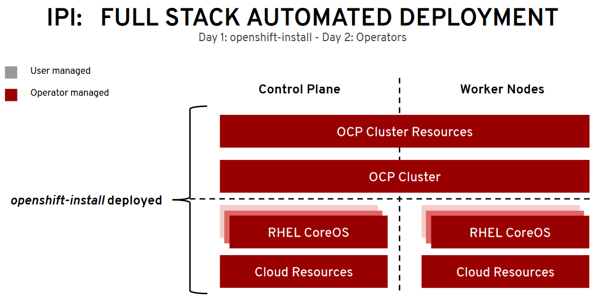 IPI: FULL STACK AUTOMATED DEPLOYMENT
Day 1: openshift-install - Day 2: Operators
User managed
Operator managed
Control Plane
Worker Nodes
OCP Cluster Resources
OCP Cluster
openshift-install deployed
RHEL CoreOS
RHEL CoreOS
Cloud Resources
Cloud Resources